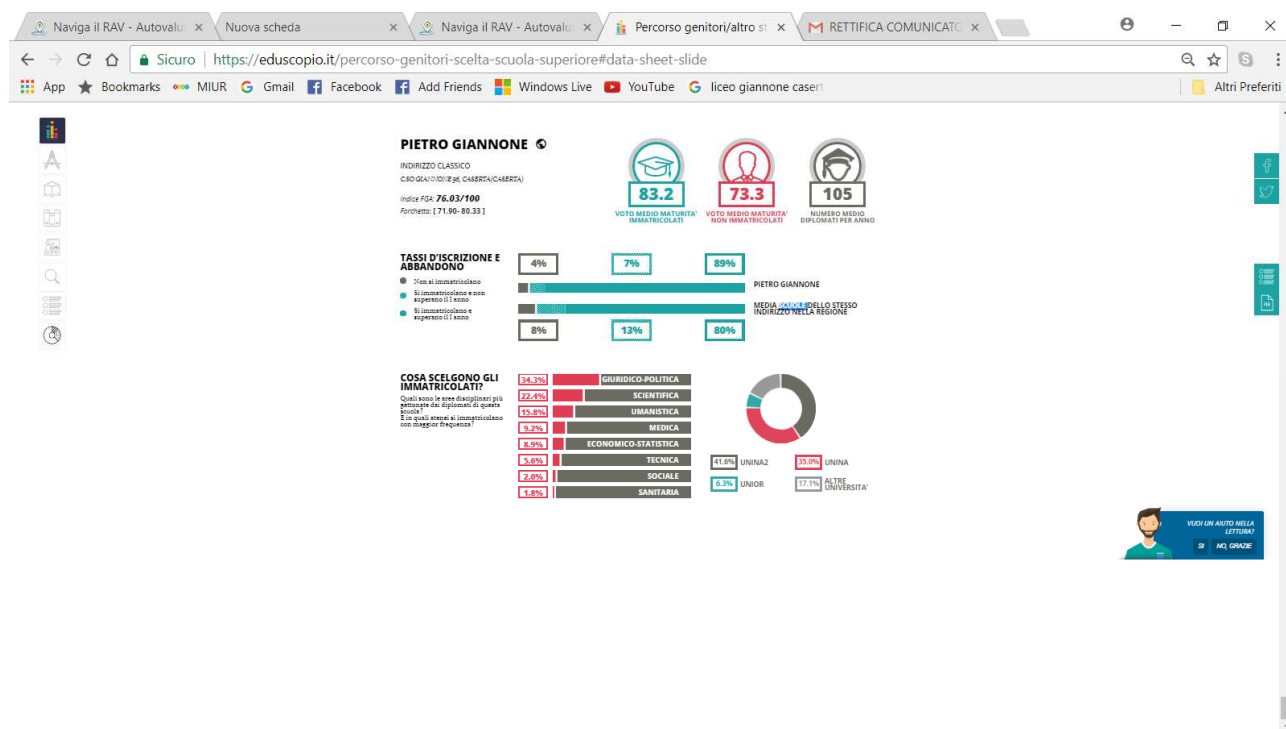 Naviga il RAV - Autovalu
Nuova scheda
Naviga il RAV - Autovalu
Percorso genitori/altro st
RETTIFICA COMUNICATO
Sicuro | https://eduscopio.it/percorso-genitori-scelta-scuola-superiore#data-sheet-slide
App Bookmarks MIUR Gmail Facebook Add Friends Windows Live YouTube liceo giannone casert Altri Preferiti
PIETRO GIANNONE
INDIRIZZO CLASSICO
CSO GIANNONE 96, CASERTA(CASERTA)
Indice FGA: 76.03/100
Forchetta: [ 71.90- 80.33 ]
83.2
VOTO MEDIO MATURITA'
IMMATRICOLATI
73.3
VOTO MEDIO MATURITA'
NON IMMATRICOLATI
105
NUMERO MEDIO
DIPLOMATI PER ANNO
TASSI D'ISCRIZIONE E
ABBANDONO
Non si immatricolano
Si immatricolano e non
superano il I anno
Si immatricolano e
superano il I anno
4% 7% 89%
PIETRO GIANNONE
MEDIA SCUOLE DELLO STESSO
INDIRIZZO NELLA REGIONE
8% 13% 80%
COSA SCELGONO GLI
IMMATRICOLATI?
Quali sono le aree disciplinari più
gettonate dai diplomati di questa
scuola?
E in quali atenei si immatricolano
con maggior frequenza?
34.3% GIURIDICO-POLITICA
22.4% SCIENTIFICA
15.8% UMANISTICA
9.2% MEDICA
8.9% ECONOMICO-STATISTICA
5.6% TECNICA
2.0% SOCIALE
1.8% SANITARIA
41.6% UNINA2
35.0% UNINA
6.3% UNIOR
17.1% ALTRE
UNIVERSITA'
VUOI UN AIUTO NELLA
LETTURA?
SI NO, GRAZIE